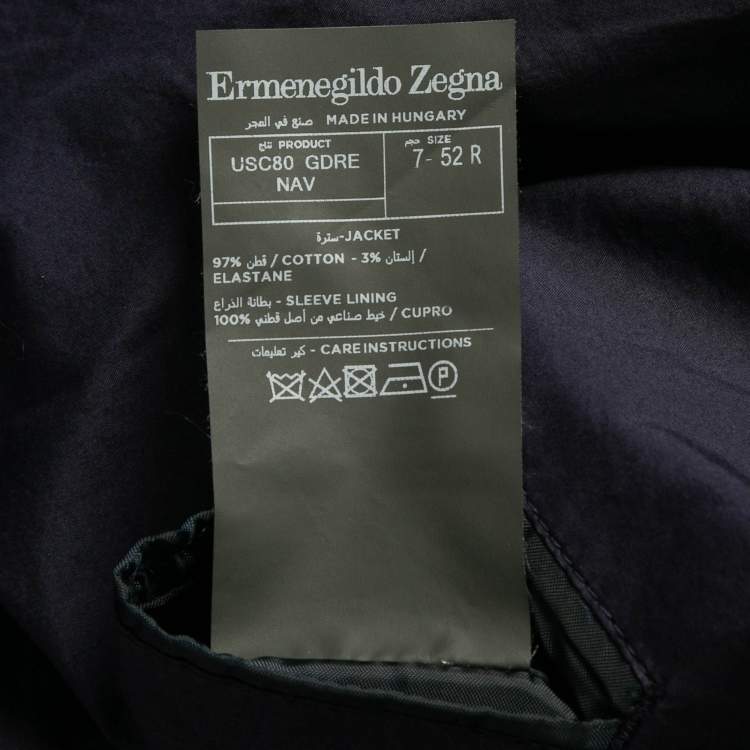 Ermenegildo Zegna
صنع في المجر MADE IN HUNGARY
نتاج PRODUCT
USC80 GDRE
NAV
حجم SIZE
7- 52 R
سترة-JACKET
97% قطن / COTTON - 3% إلستان /
ELASTANE
بطانة الذراع - SLEEVE LINING
100% خيط صناعي من أصل قطني / CUPRO
كير تعليمات - CARE INSTRUCTIONS
P